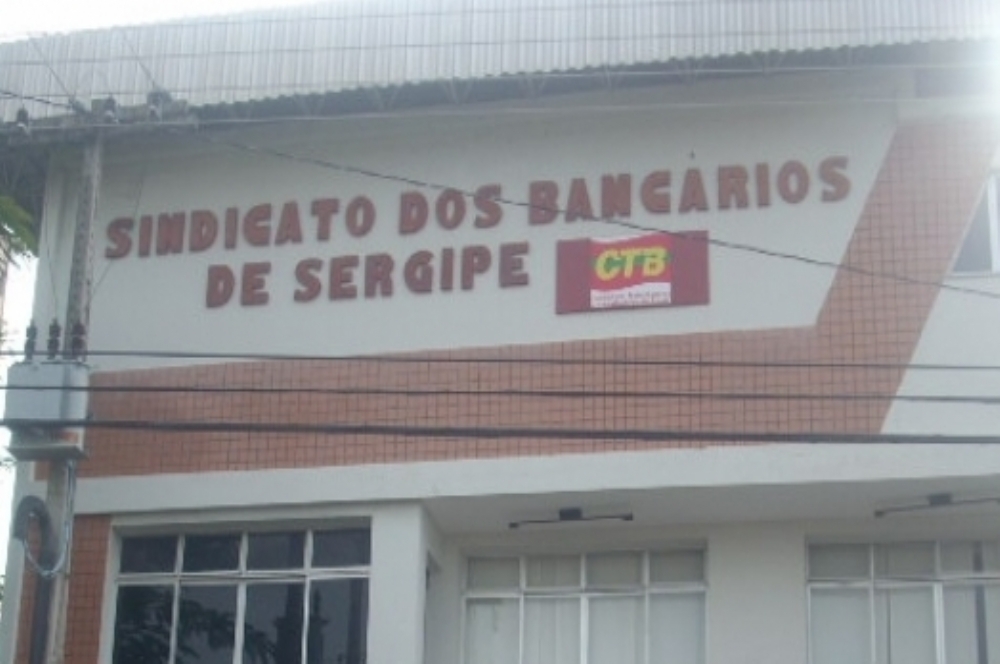 SINDICATO DOS BANCÁRIOS
DE SERGIPE
CTB